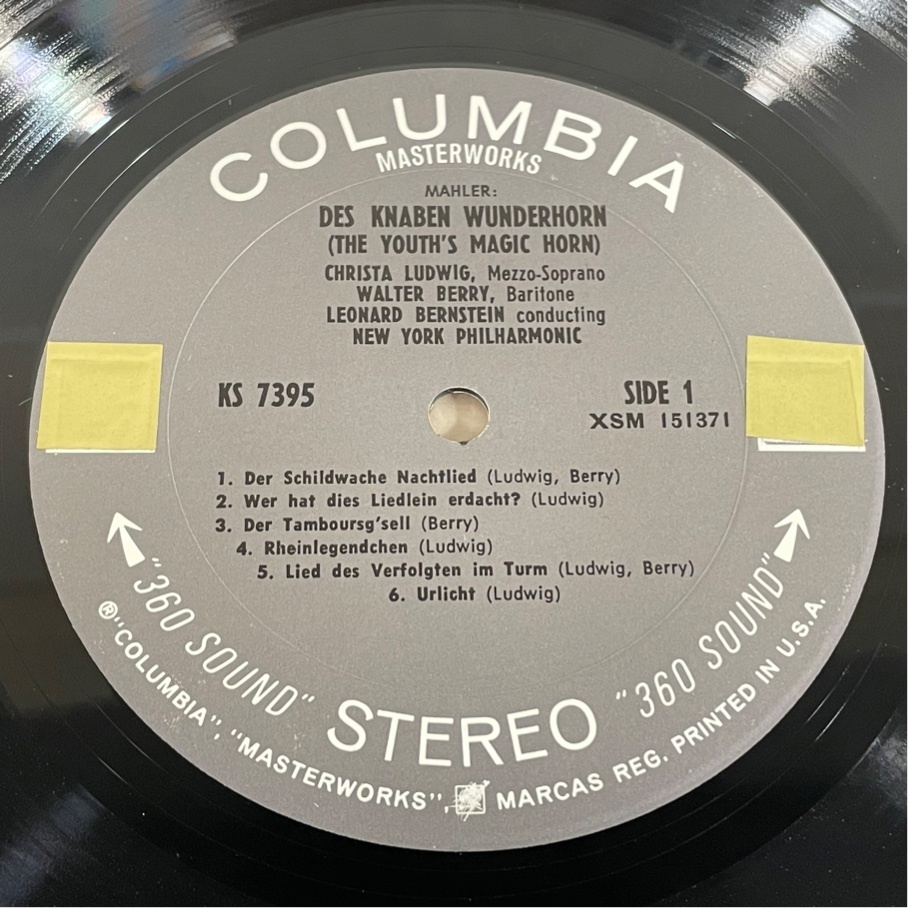 COLUMBIA
MASTERWORKS
MAHLER:
DES KNABEN WUNDERHORN
(THE YOUTH'S MAGIC HORN)
CHRISTA LUDWIG, Mezzo-Soprano
WALTER BERRY, Baritone
LEONARD BERNSTEIN conducting
NEW YORK PHILHARMONIC
KS 7395
SIDE 1
XSM 151371
1. Der Schildwache Nachtlied (Ludwig, Berry)
2. Wer hat dies Liedlein erdacht? (Ludwig)
3. Der Tamboursg'sell (Berry)
4. Rheinlegendchen (Ludwig)
5. Lied des Verfolgten im Turm (Ludwig, Berry)
6. Urlicht (Ludwig)
"360 SOUND" STEREO "360 SOUND"
®"COLUMBIA", "MASTERWORKS", MARCAS REG. PRINTED IN U.S.A.